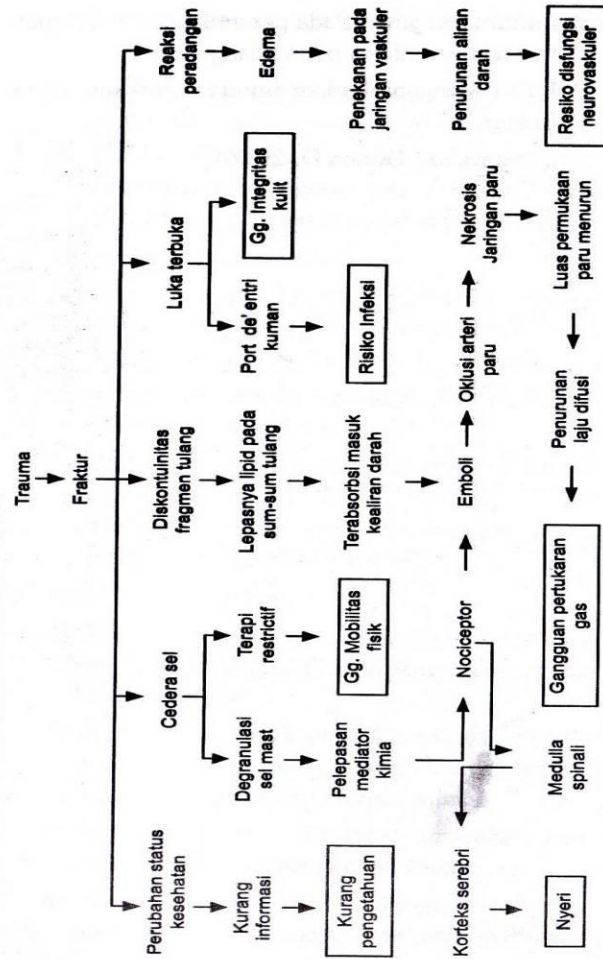 Trauma
Fraktur
Perubahan status
kesehatan
Cedera sel
Diskontuinitas
fragmen tulang
Luka terbuka
Reaksi
peradangan
Kurang
informasi
Degranulasi
sel mast
Terapi
restrictif
Lepasnya lipid pada
sum-sum tulang
Port de' entri
kuman
Gg. Integritas
kulit
Edema
Kurang
pengetahuan
Pelepasan
mediator
kimia
Gg. Mobilitas
fisik
Terabsorbsi masuk
kealiran darah
Risiko Infeksi
Penekanan pada
jaringan vaskuler
Korteks serebri
Nociceptor
Emboli
Oklusi arteri
paru
Nekrosis
Jaringan paru
Penurunan aliran
darah
Nyeri
Medulla
spinali
Gangguan pertukaran
gas
Penurunan
laju difusi
Luas permukaan
paru menurun
Resiko disfungsi
neurovaskuler